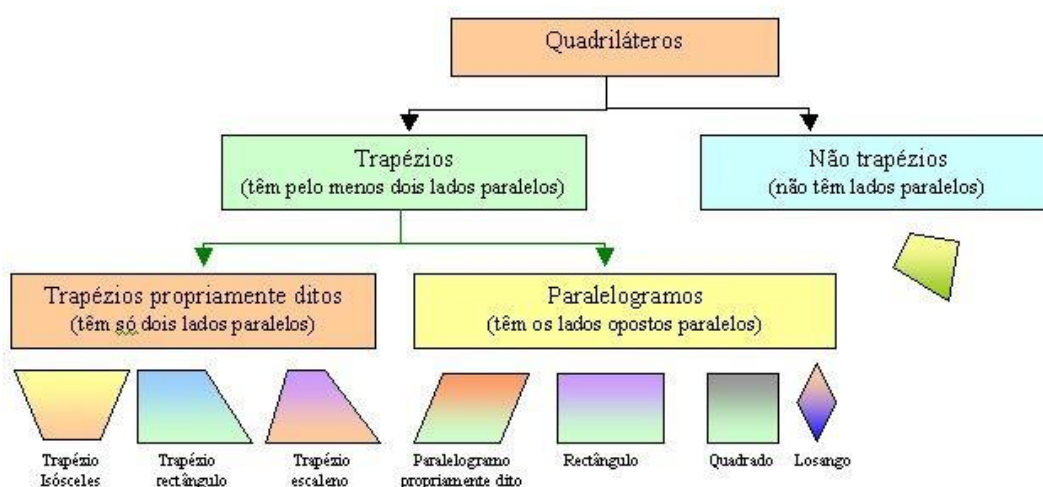 Quadriláteros
Trapézios
(têm pelo menos dois lados paralelos)
Não trapézios
(não têm lados paralelos)
Trapézios propriamente ditos
(têm só dois lados paralelos)
Paralelogramos
(têm os lados opostos paralelos)
Trapézio
Isósceles
Trapézio
rectângulo
Trapézio
escaleno
Paralelogramo
propriamente dito
Rectângulo
Quadrado
Losango